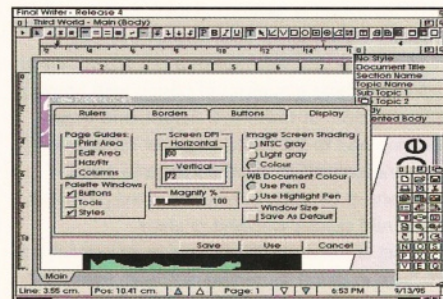 Final Writer - Release 4
Third World - Main (Body)
No Style
Document Title
Section Name
Topic Name
Sub Topic 1
Sub Topic 2
Rulers Borders Buttons Display
Page Guides
Print Area
Edit Area
Hdr/Ftr
Columns
Palette Windows
Buttons
Tools
Styles
Screen DPI
Horizontal
Vertical
72
Magnify %
100
Image Screen Shading
NTSC gray
Light gray
Colour
WB Document Colour
Use Pen 0
Use Highlight Pen
Window Size
Save As Default
Save Use Cancel
Main
Line: 3.55 cm. Pos: 10.41 cm. Page: 1 6:53 PM 9/13/95